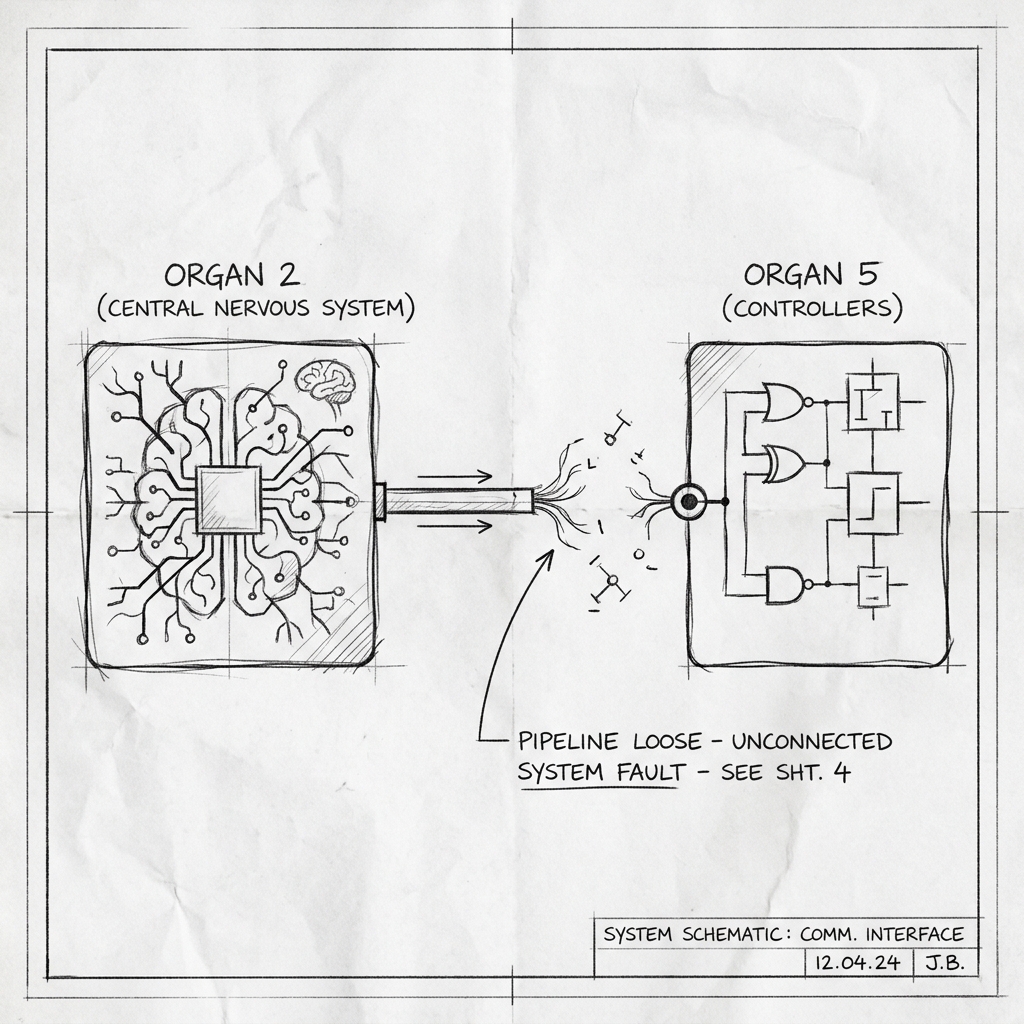 ORGAN 2
(CENTRAL NERVOUS SYSTEM)
ORGAN 5
(CONTROLLERS)
PIPELINE LOOSE - UNCONNECTED
SYSTEM FAULT - SEE SHT. 4
SYSTEM SCHEMATIC: COMM. INTERFACE
12.04.24 J.B.